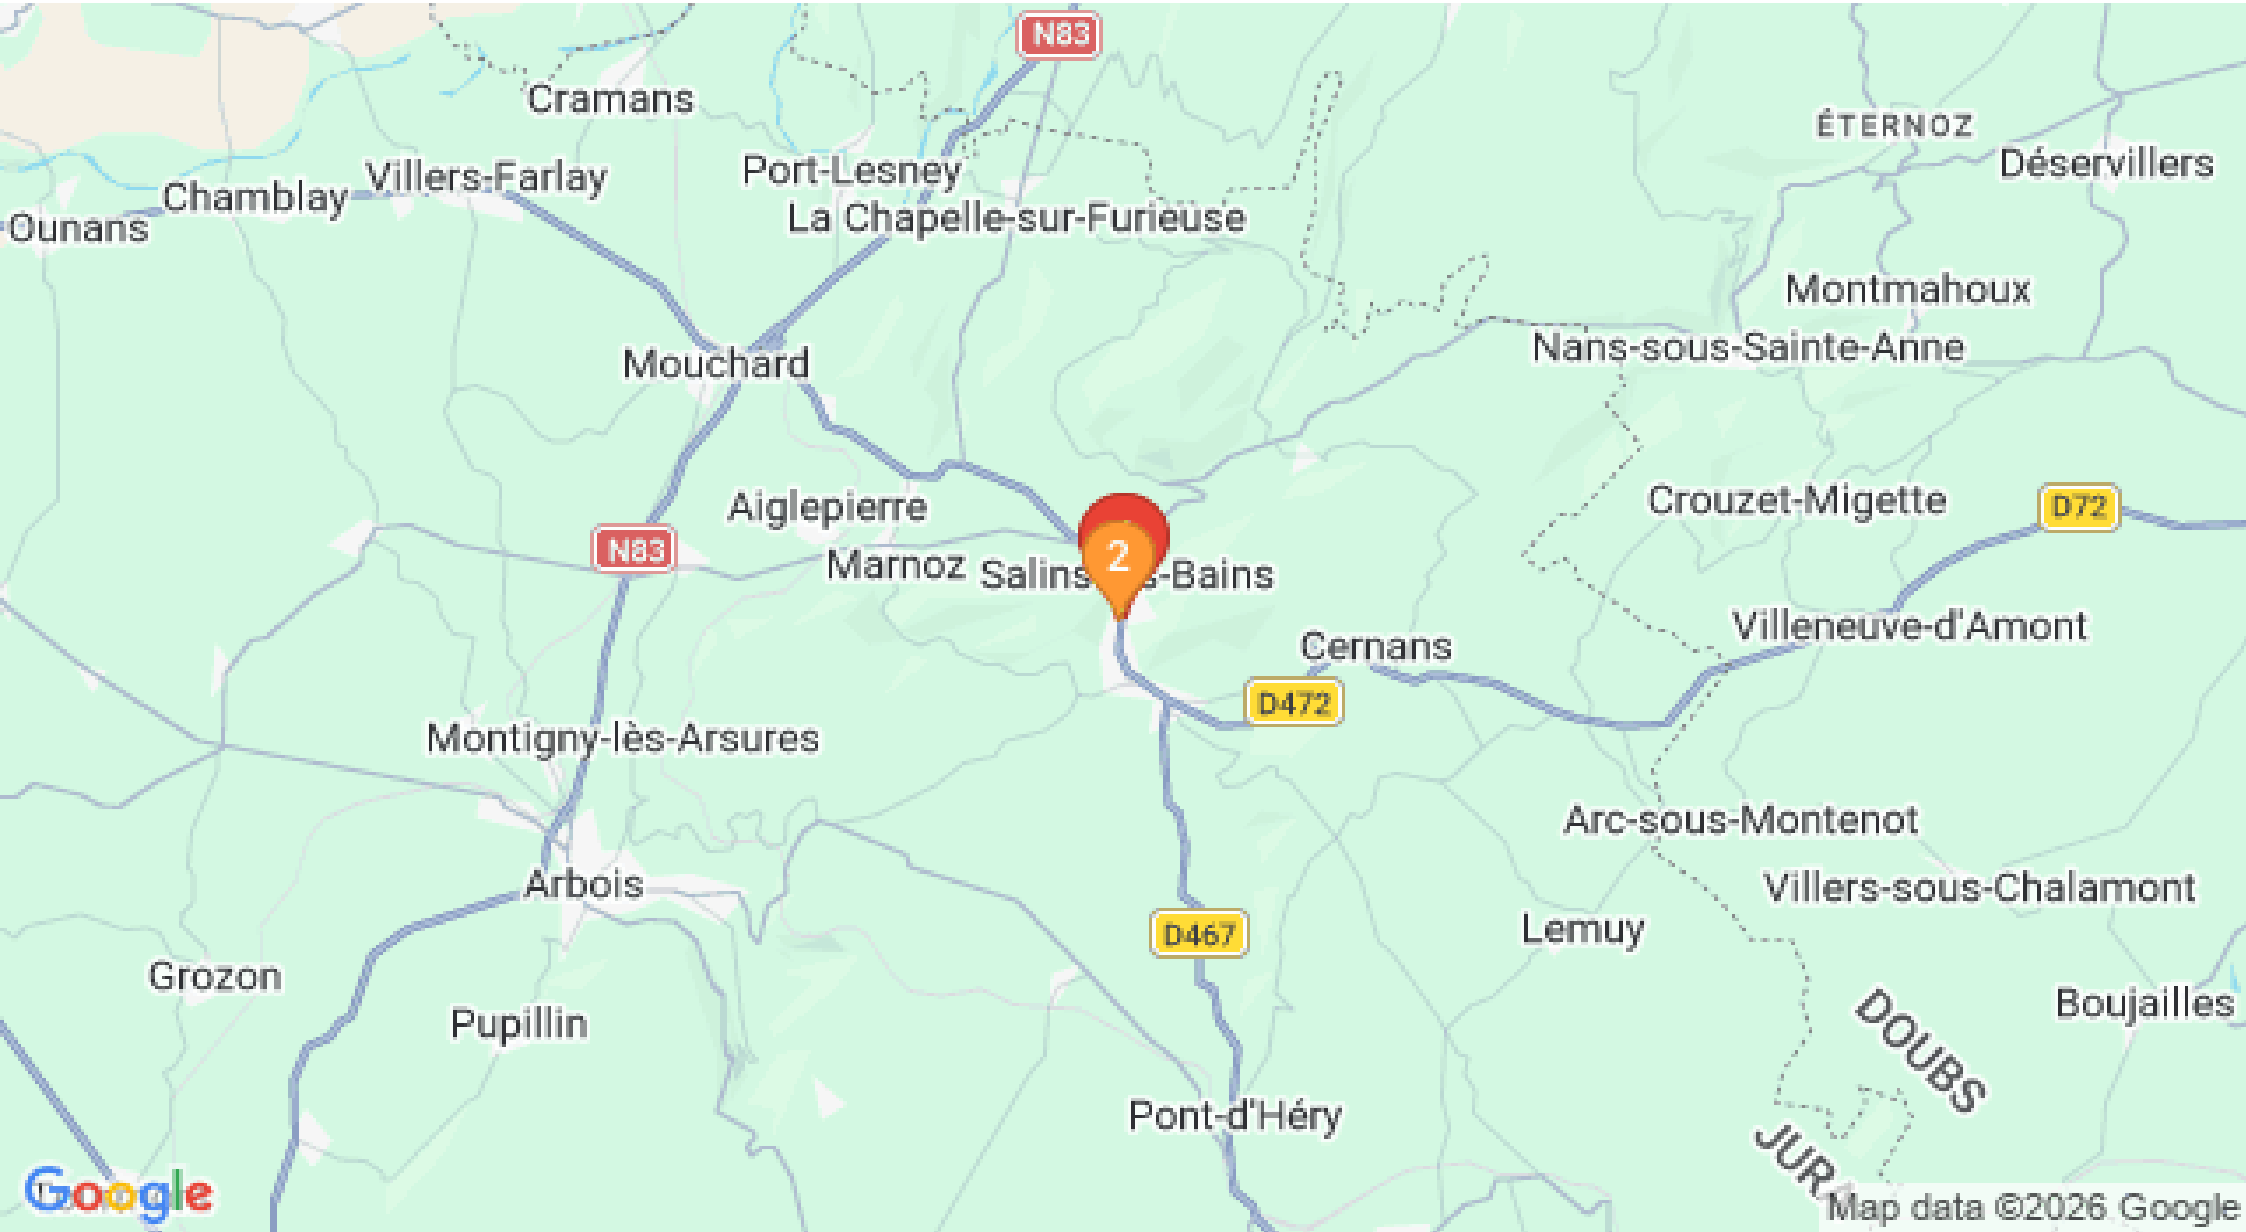 N83
Cramans
ÉTERNOZ
Déservillers
Port-Lesney
Villers-Farlay
Chamblay
La Chapelle-sur-Furieuse
Ounans
Montmahoux
Nans-sous-Sainte-Anne
Mouchard
Crouzet-Migette
D72
Aiglepierre
N83
2
Marnoz
Salins
s-Bains
Villeneuve-d'Amont
Cernans
D472
Montigny-lès-Arsures
Arc-sous-Montenot
Arbois
Villers-sous-Chalamont
Lemuy
D467
Grozon
Boujailles
Pupillin
DOUBS
Pont-d'Héry
JURA
Google
Map data ©2026 Google